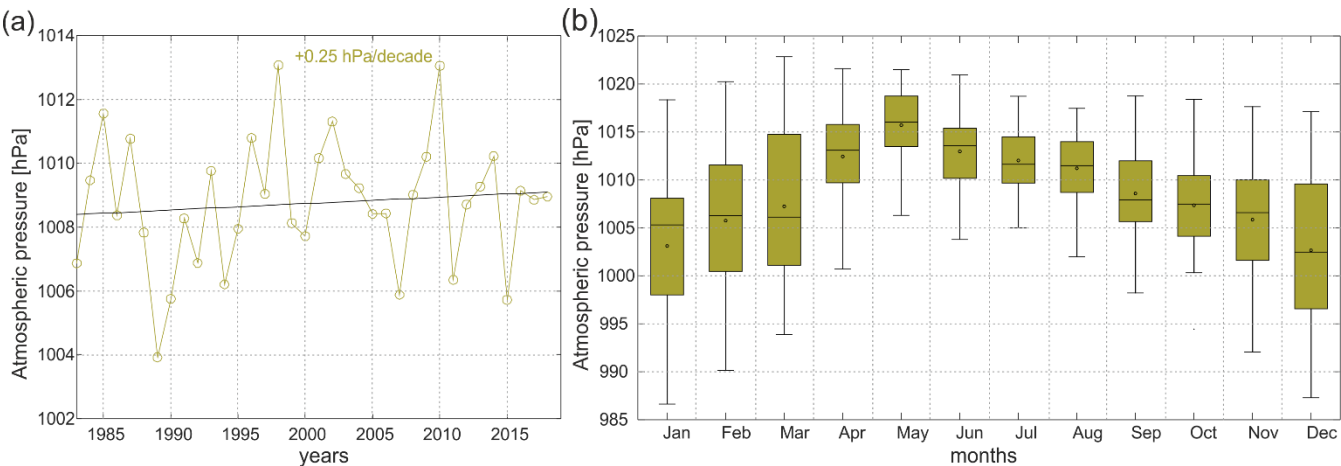 (a)
+0.25 hPa/decade
Atmospheric pressure [hPa]
1014
1012
1010
1008
1006
1004
1002
1985 1990 1995 2000 2005 2010 2015
years
(b)
Atmospheric pressure [hPa]
1025
1020
1015
1010
1005
1000
995
990
985
Jan Feb Mar Apr May Jun Jul Aug Sep Oct Nov Dec
months